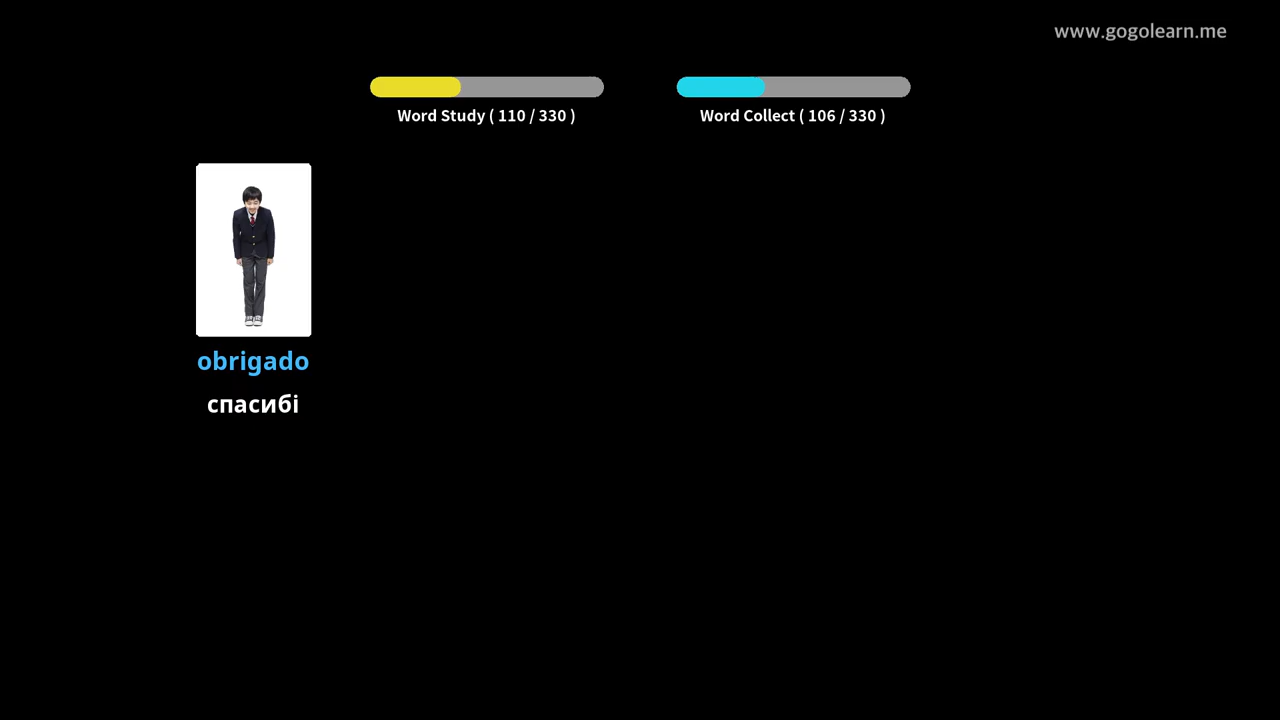 www.gogolearn.me
Word Study ( 110 / 330 )
Word Collect ( 106 / 330 )
obrigado
спасибі